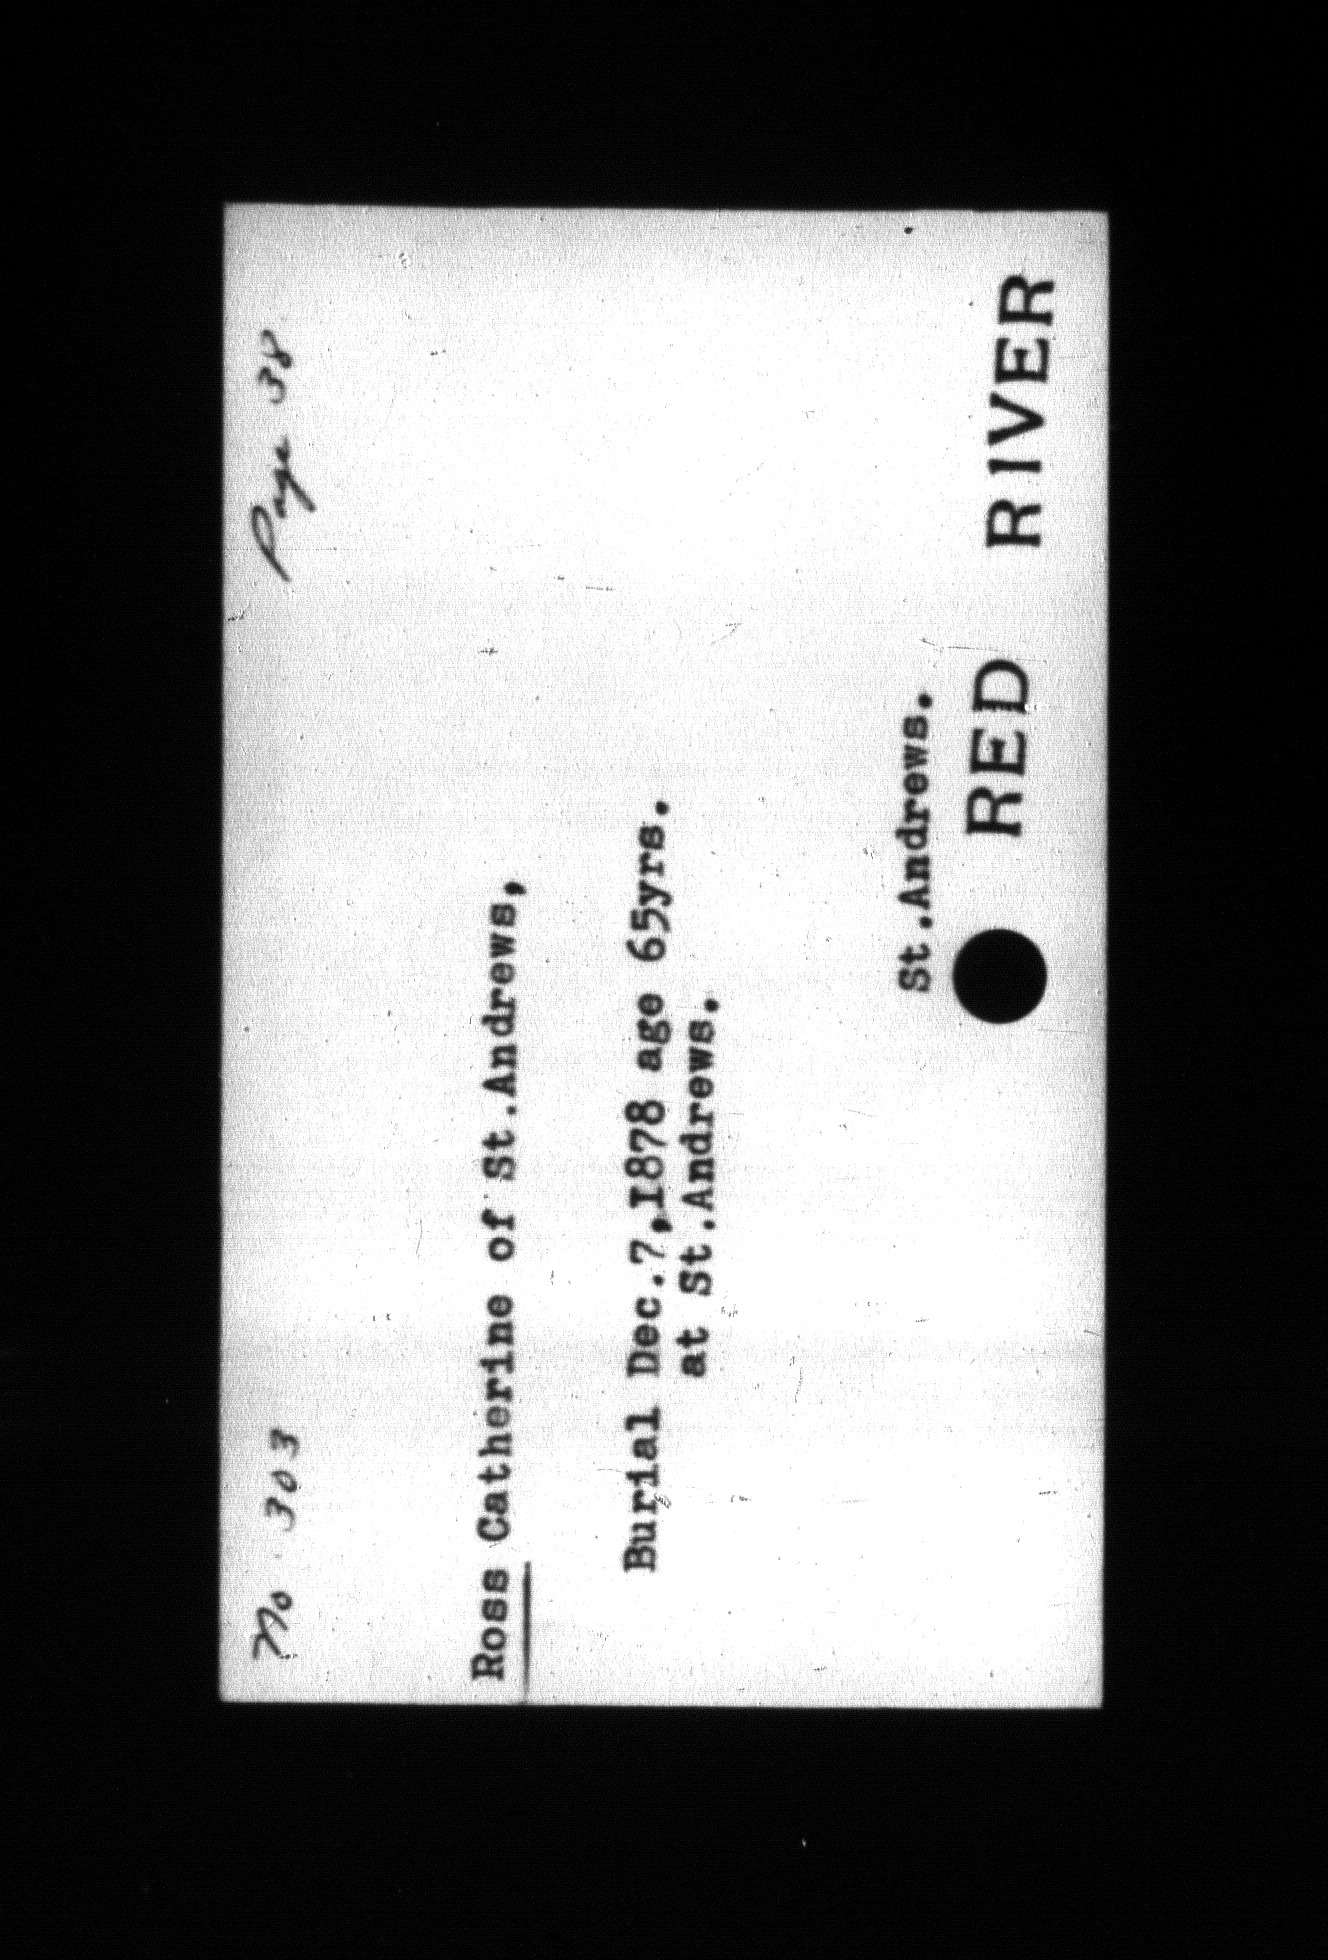 No 303
Page 38
Ross Catherine of St.Andrews,
Burial Dec.7,1878 age 65yrs.
at St.Andrews.
St.Andrews.
RED RIVER